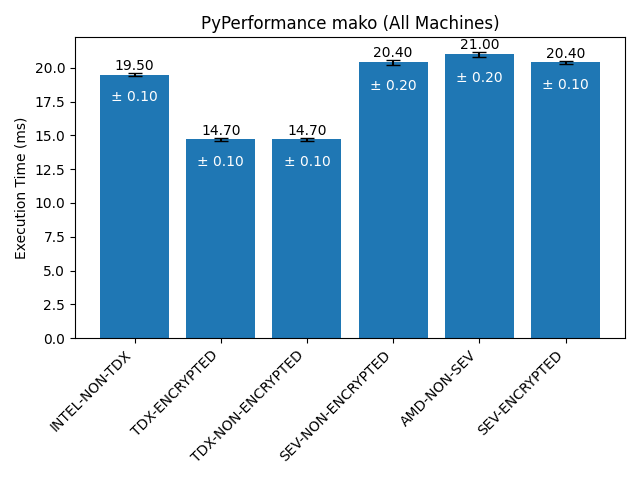 PyPerformance mako (All Machines)
Execution Time (ms)
20.0
17.5
15.0
12.5
10.0
7.5
5.0
2.5
0.0
19.50
± 0.10
14.70
± 0.10
14.70
± 0.10
20.40
± 0.20
21.00
± 0.20
20.40
± 0.10
INTEL-NON-TDX
TDX-ENCRYPTED
TDX-NON-ENCRYPTED
SEV-NON-ENCRYPTED
AMD-NON-SEV
SEV-ENCRYPTED